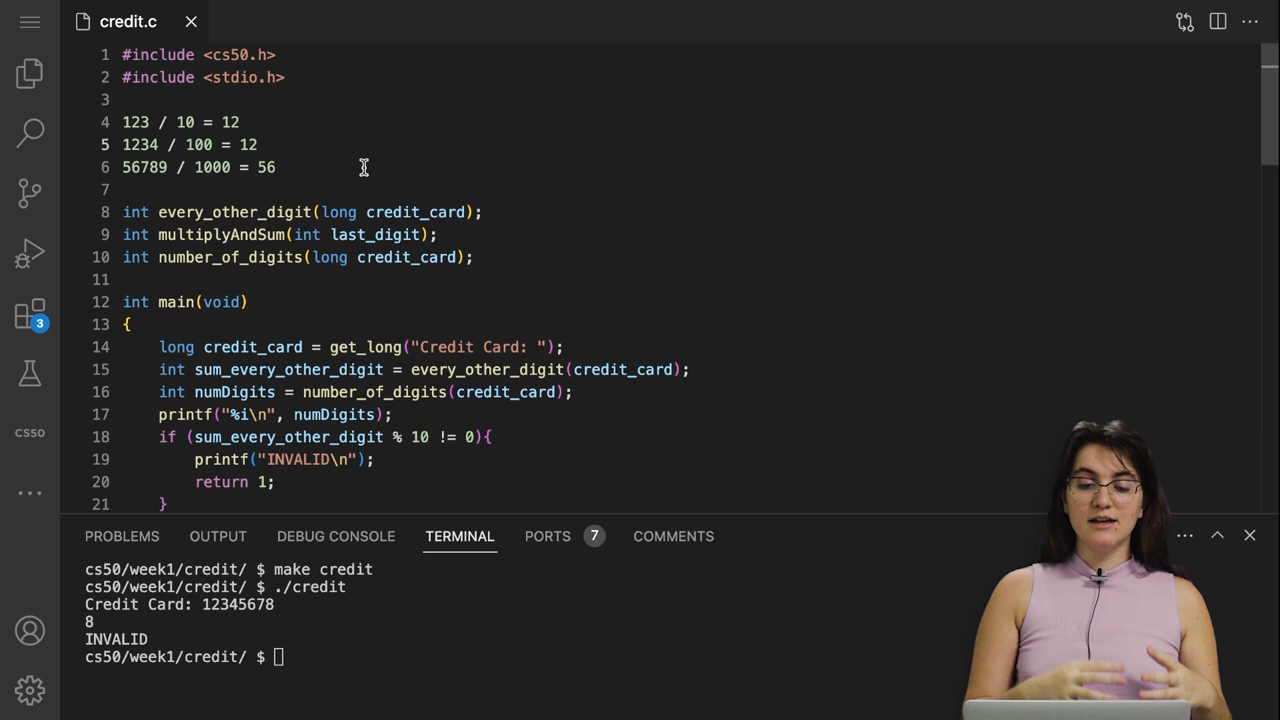 credit.c
1 #include <cs50.h>
2 #include <stdio.h>
3
4 123 / 10 = 12
5 1234 / 100 = 12
6 56789 / 1000 = 56
7
8 int every_other_digit(long credit_card);
9 int multiplyAndSum(int last_digit);
10 int number_of_digits(long credit_card);
11
12 int main(void)
13 {
14 long credit_card = get_long("Credit Card: ");
15 int sum_every_other_digit = every_other_digit(credit_card);
16 int numDigits = number_of_digits(credit_card);
17 printf("%i\n", numDigits);
18 if (sum_every_other_digit % 10 != 0){
19 printf("INVALID\n");
20 return 1;
21 }
3
CS50
PROBLEMS OUTPUT DEBUG CONSOLE TERMINAL PORTS 7 COMMENTS
cs50/week1/credit/ $ make credit
cs50/week1/credit/ $ ./credit
Credit Card: 12345678
8
INVALID
cs50/week1/credit/ $